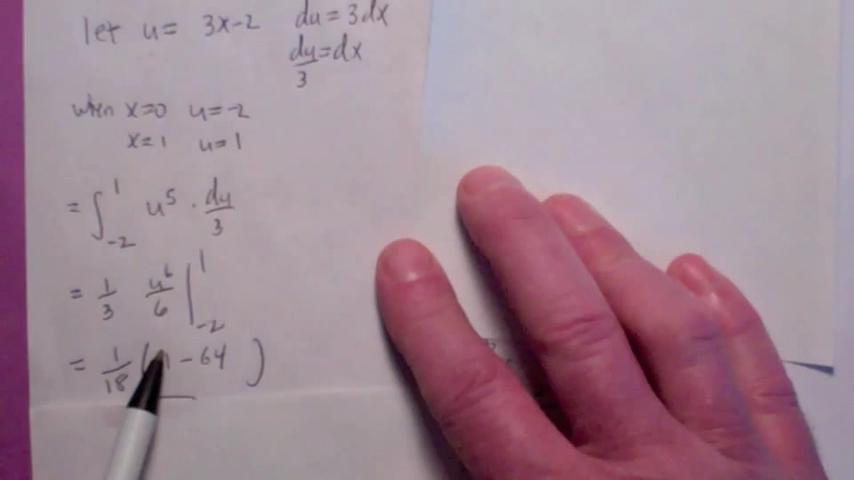 let u = 3x-2 du = 3dx
du/3 = dx
when x=0 u=-2
x=1 u=1
= ∫_{-2}^{1} u^5 · du/3
= 1/3 u^6/6 |_{-2}^{1}
= 1/18 ( - 64 )